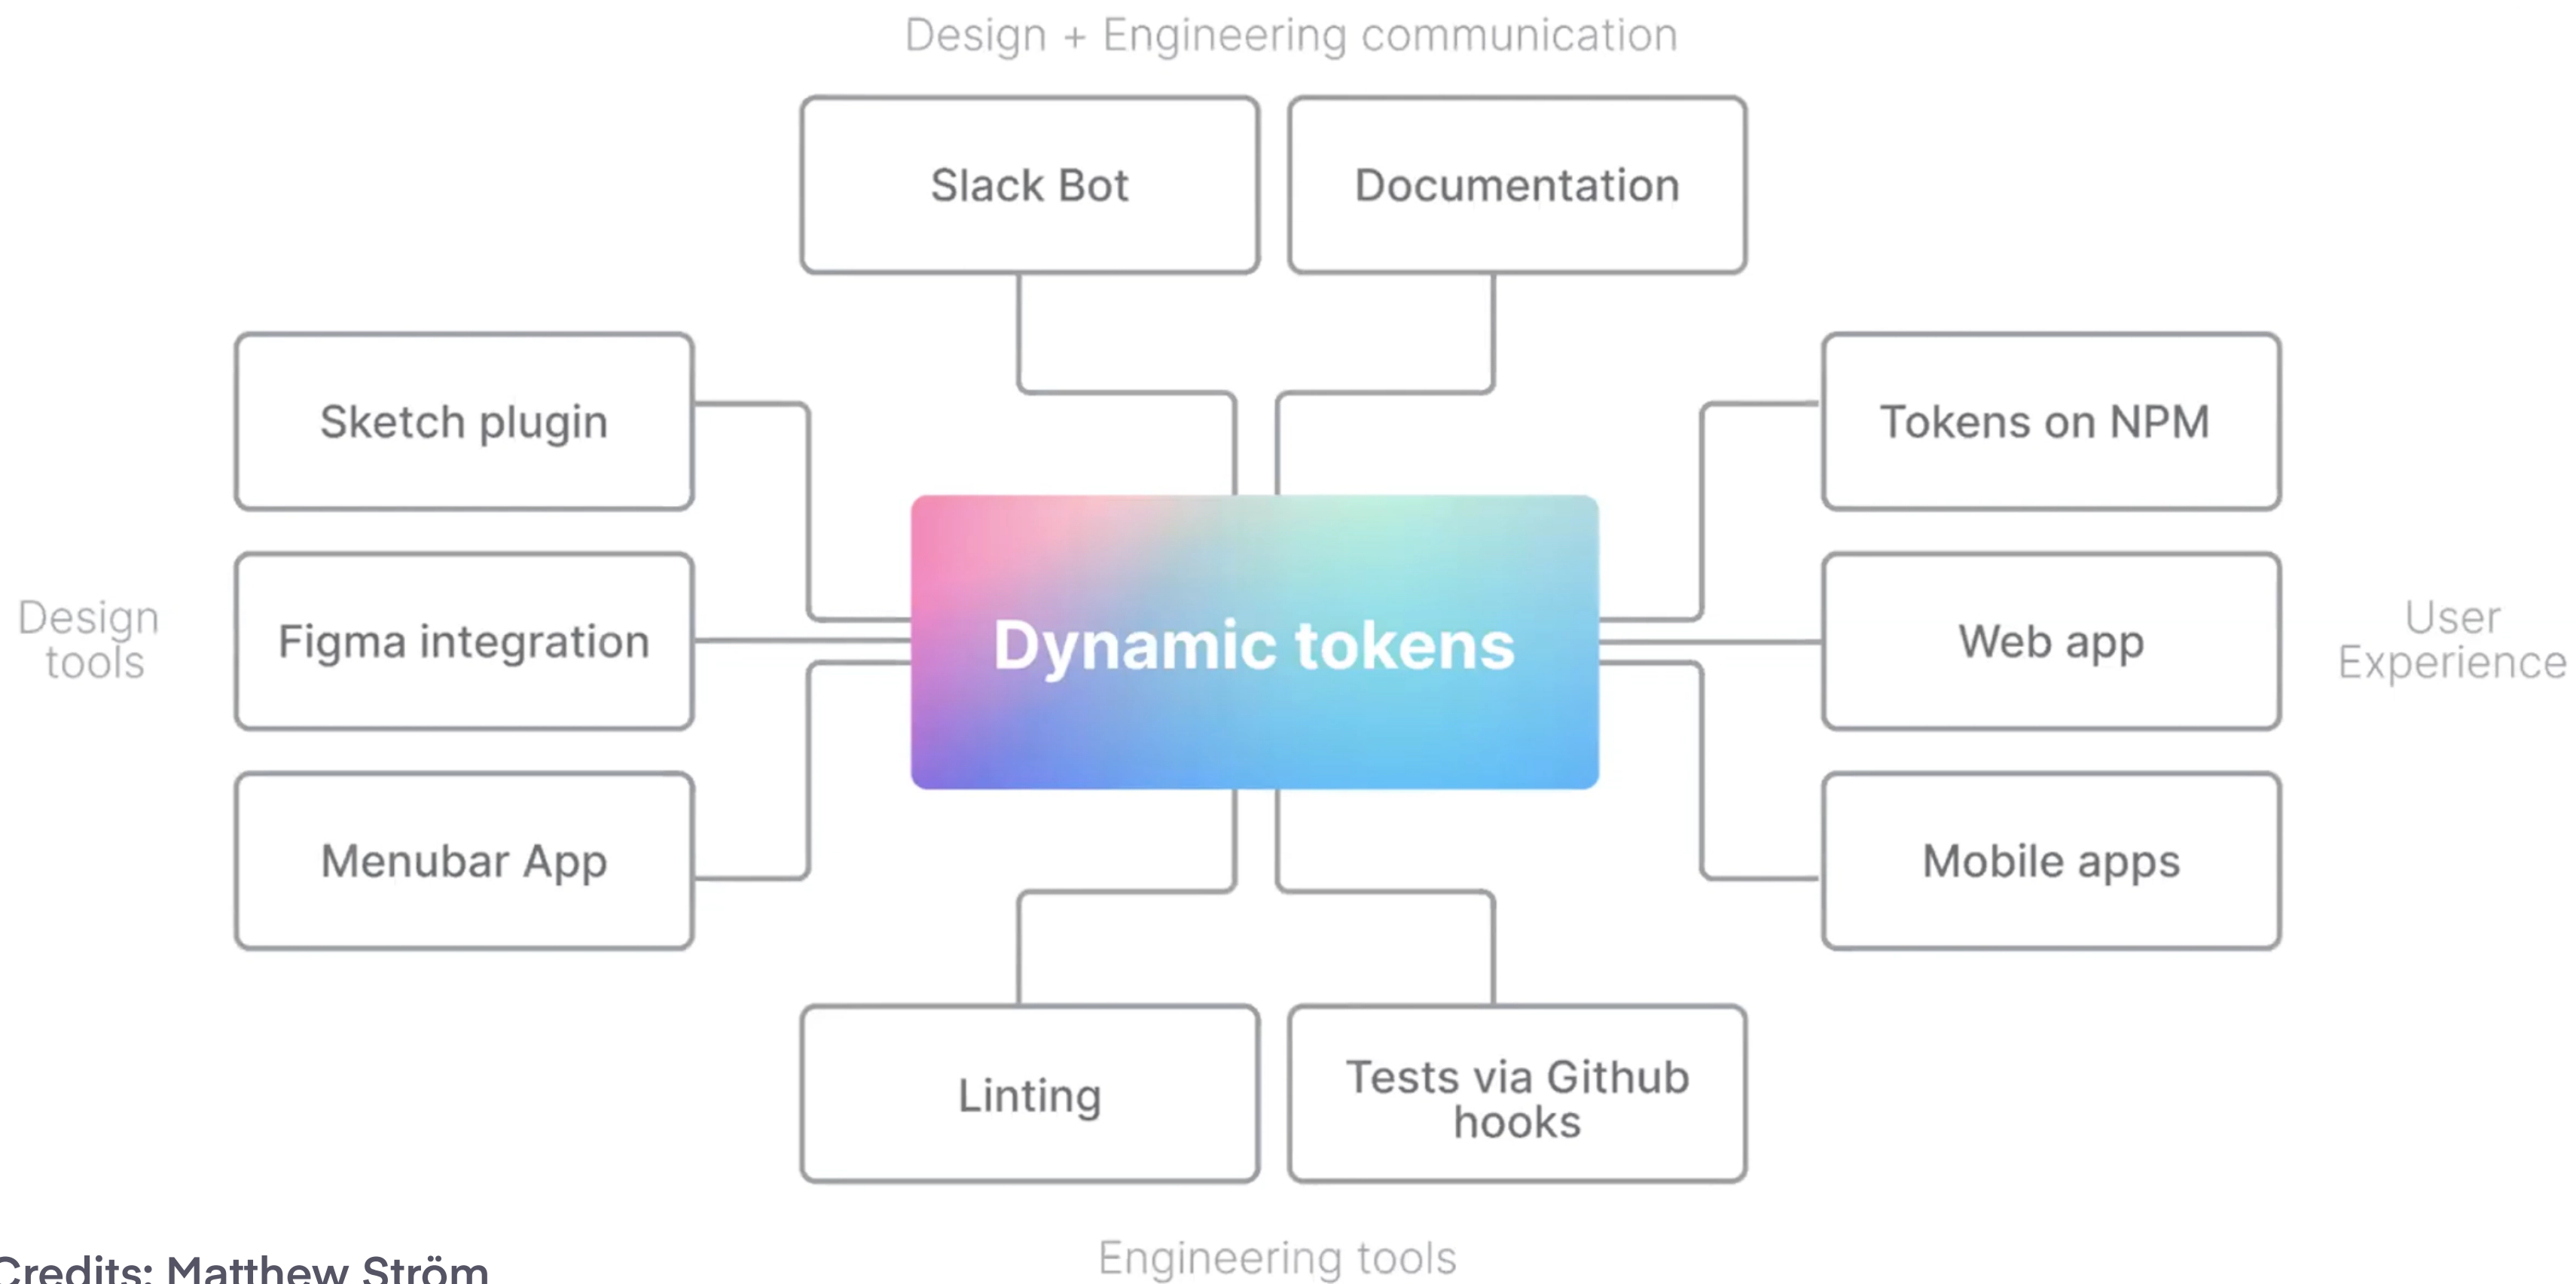 Design + Engineering communication
Slack Bot
Documentation
Sketch plugin
Tokens on NPM
Design
tools
Figma integration
Dynamic tokens
Web app
User
Experience
Menubar App
Mobile apps
Linting
Tests via Github
hooks
Engineering tools
Credits: Matthew Ström